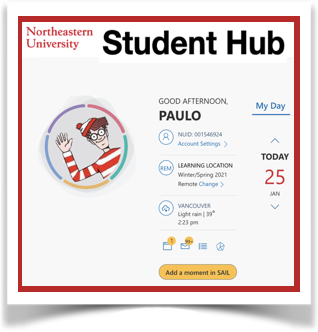 Northeastern
University
Student Hub
GOOD AFTERNOON,
PAULO
My Day
NUID: 001546924
Account Settings >
REM
LEARNING LOCATION
Winter/Spring 2021
Remote Change >
TODAY
25
JAN
VANCOUVER
Light rain | 39°
2:23 pm
1
99+
Add a moment in SAIL